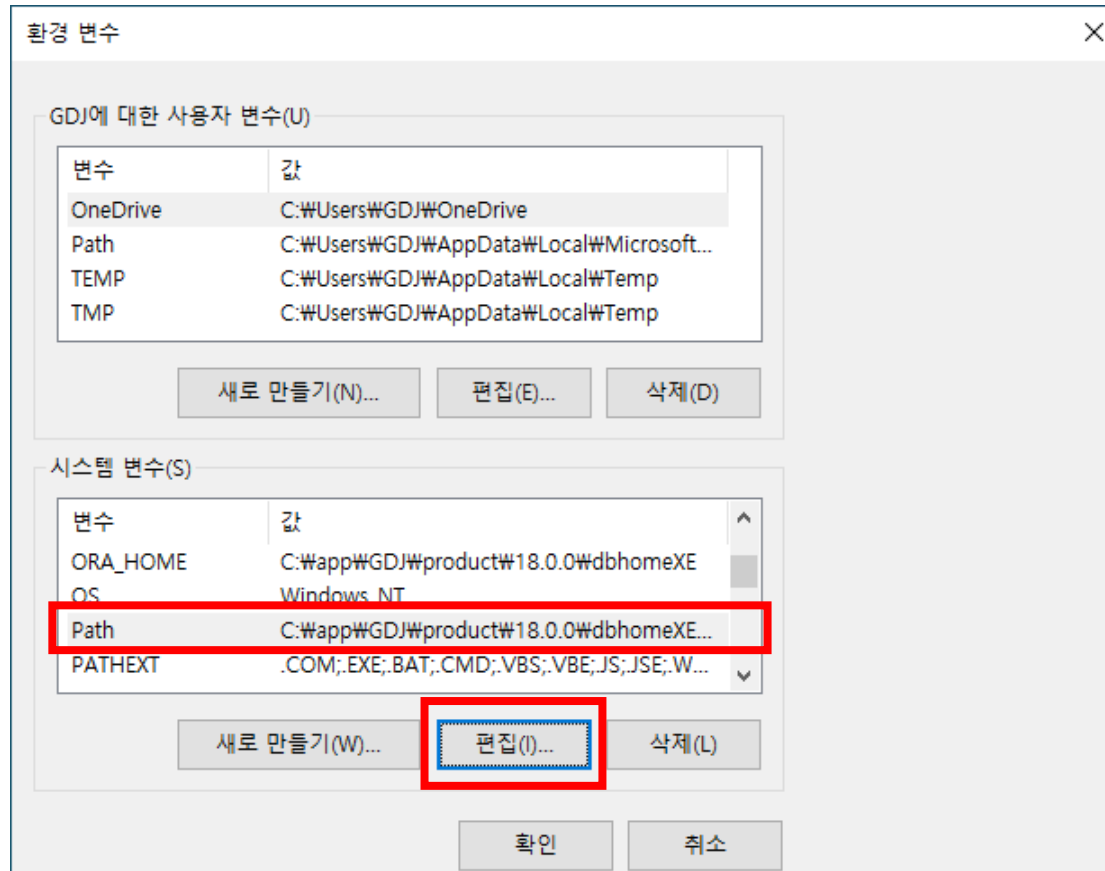 환경 변수
GDJ에 대한 사용자 변수(U)
변수 값
OneDrive C:₩Users₩GDJ₩OneDrive
Path C:₩Users₩GDJ₩AppData₩Local₩Microsoft...
TEMP C:₩Users₩GDJ₩AppData₩Local₩Temp
TMP C:₩Users₩GDJ₩AppData₩Local₩Temp
새로 만들기(N)... 편집(E)... 삭제(D)
시스템 변수(S)
변수 값
ORA_HOME C:₩app₩GDJ₩product₩18.0.0₩dbhomeXE
OS Windows_NT
Path C:₩app₩GDJ₩product₩18.0.0₩dbhomeXE...
PATHEXT .COM;.EXE;.BAT;.CMD;.VBS;.VBE;.JS;.JSE;.W...
새로 만들기(W)... 편집(I)... 삭제(L)
확인 취소